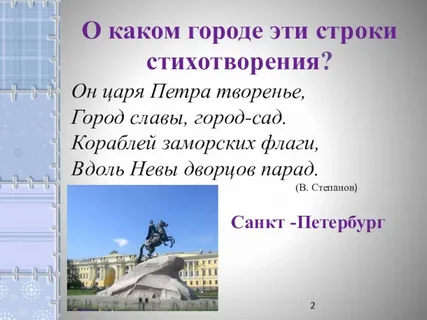 О каком городе эти строки
стихотворения?
Он царя Петра творенье,
Город славы, город-сад.
Кораблей заморских флаги,
Вдоль Невы дворцов парад.
(В. Степанов)
Санкт -Петербург
2